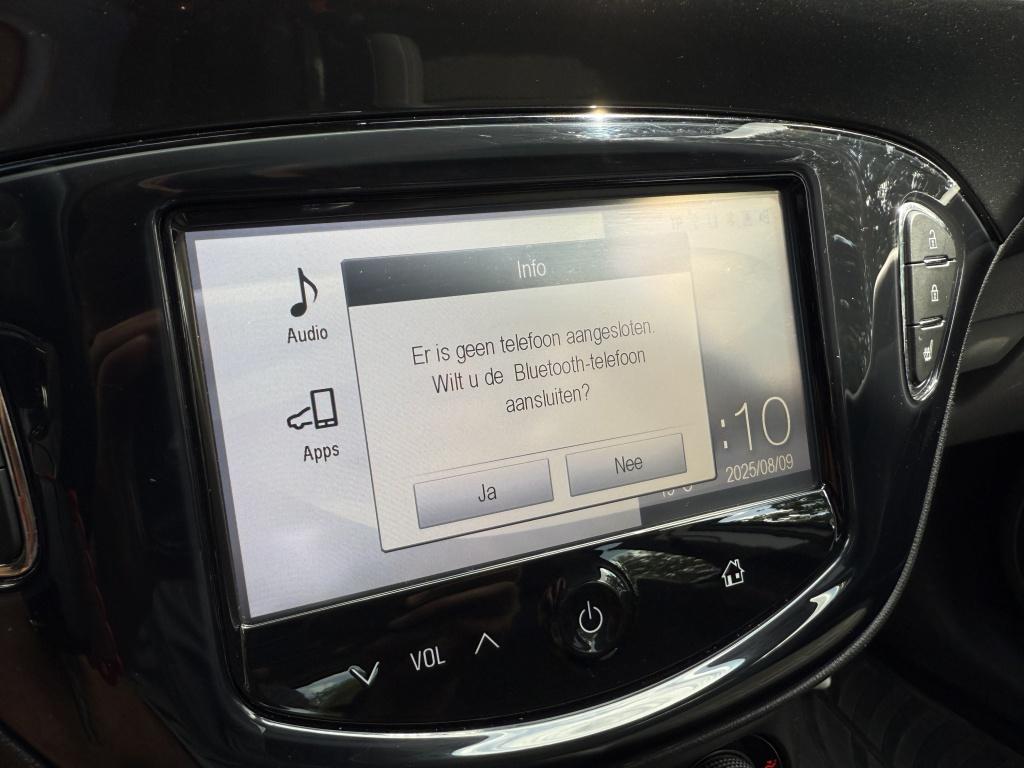 Info
Audio
Er is geen telefoon aangesloten.
Wilt u de Bluetooth-telefoon
aansluiten?
Apps
:10
Ja
Nee
2025/08/09
VOL